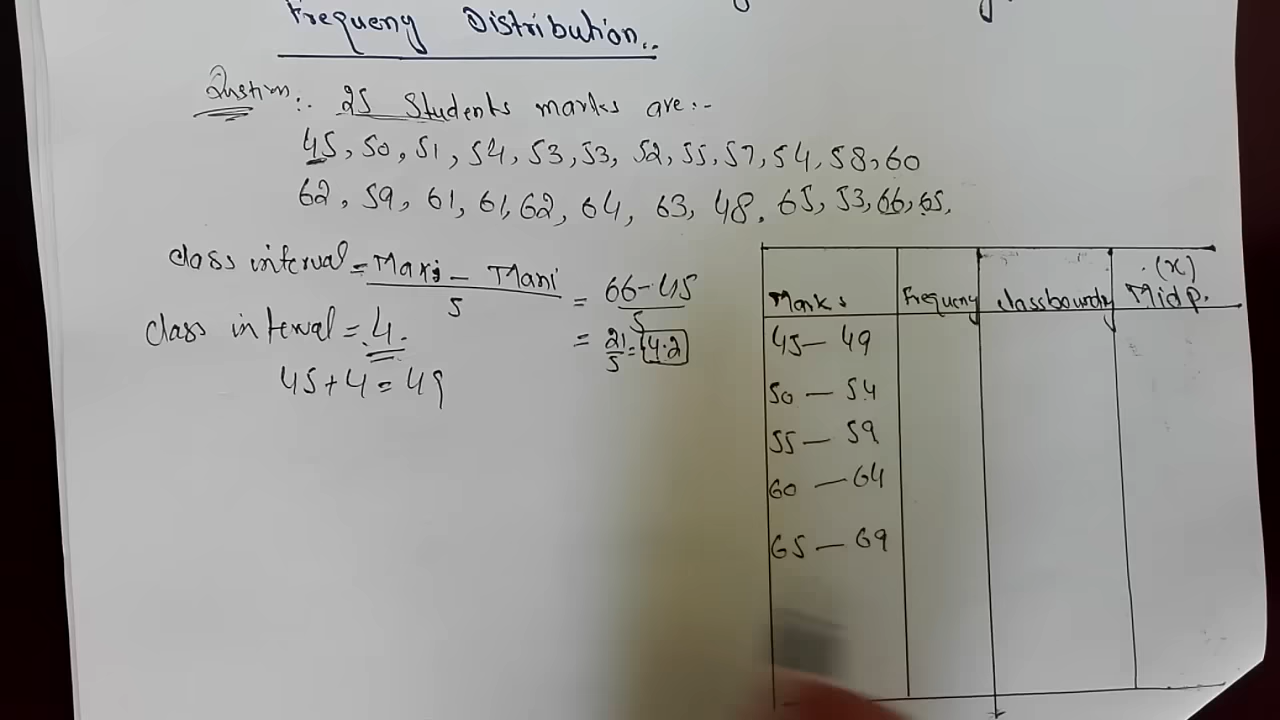 Frequeny Distribution..
Question:. 25 Students marks are:-
45, 50, 51, 54, 53, 53, 52, 55, 57, 54, 58, 60
62, 59, 61, 61, 62, 64, 63, 48. 65, 53, 66, 65.
class interval = Maxi - Mani / 5 = 66-45 / 5
= 21/5 = 4.2
class interval = 4.
45+4 = 49
Marks Frequeny classboundy (x) Midp.
45 — 49
50 — 54
55 — 59
60 — 64
65 — 69